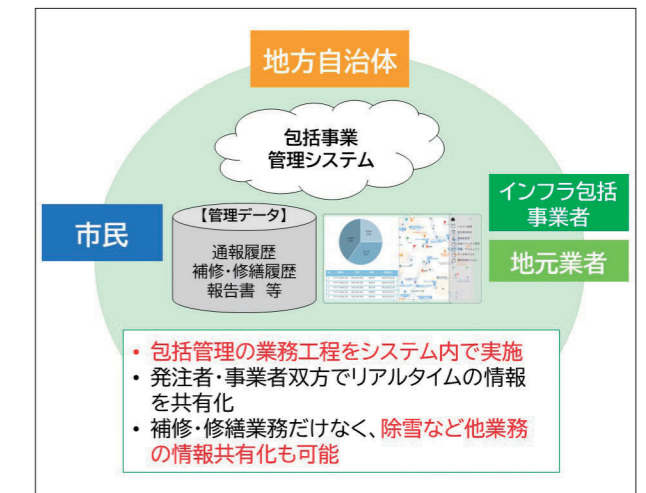 地方自治体
包括事業
管理システム
市民
【管理データ】
通報履歴
補修・修繕履歴
報告書 等
インフラ包括
事業者
地元業者
• 包括管理の業務工程をシステム内で実施
• 発注者・事業者双方でリアルタイムの情報
を共有化
• 補修・修繕業務だけなく、除雪など他業務
の情報共有化も可能